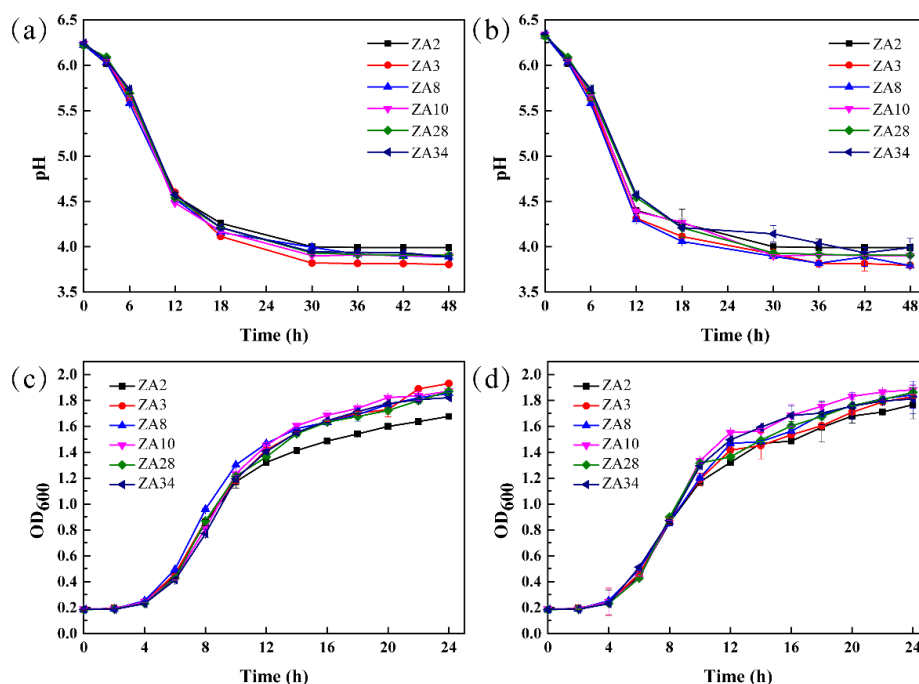 (a)
6.5
6.0
5.5
5.0
4.5
4.0
3.5
pH
ZA2
ZA3
ZA8
ZA10
ZA28
ZA34
0 6 12 18 24 30 36 42 48
Time (h)
(b)
6.5
6.0
5.5
5.0
4.5
4.0
3.5
pH
ZA2
ZA3
ZA8
ZA10
ZA28
ZA34
0 6 12 18 24 30 36 42 48
Time (h)
(c)
2.0
1.8
1.6
1.4
1.2
1.0
0.8
0.6
0.4
0.2
0.0
OD600
ZA2
ZA3
ZA8
ZA10
ZA28
ZA34
0 4 8 12 16 20 24
Time (h)
(d)
2.0
1.8
1.6
1.4
1.2
1.0
0.8
0.6
0.4
0.2
0.0
OD600
ZA2
ZA3
ZA8
ZA10
ZA28
ZA34
0 4 8 12 16 20 24
Time (h)